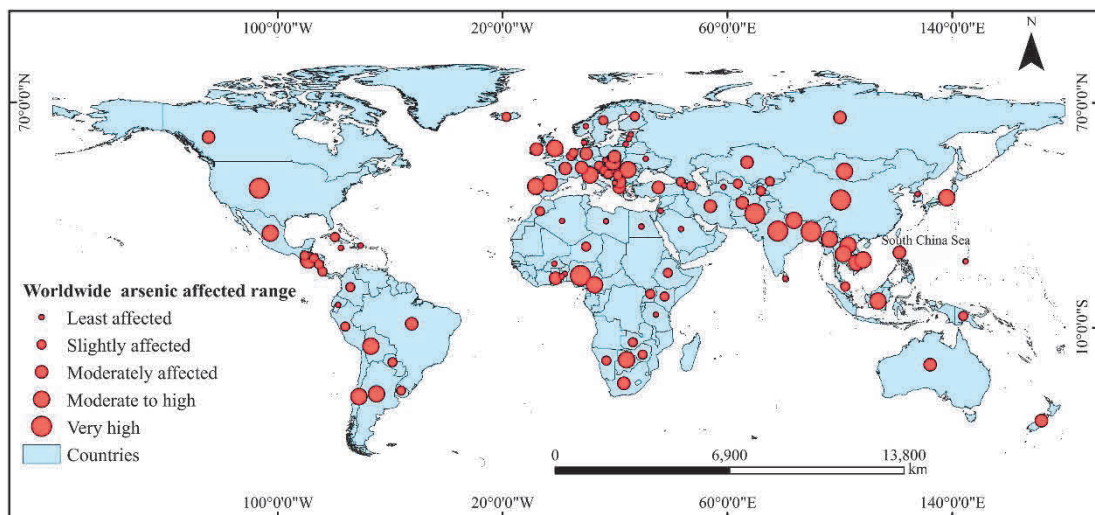 100°0'0"W 20°0'0"W 60°0'0"E 140°0'0"E
N
70°0'0"N
70°0'0"N
South China Sea
10°0'0"S
10°0'0"S
Worldwide arsenic affected range
Least affected
Slightly affected
Moderately affected
Moderate to high
Very high
Countries
0 6,900 13,800
km
100°0'0"W 20°0'0"W 60°0'0"E 140°0'0"E